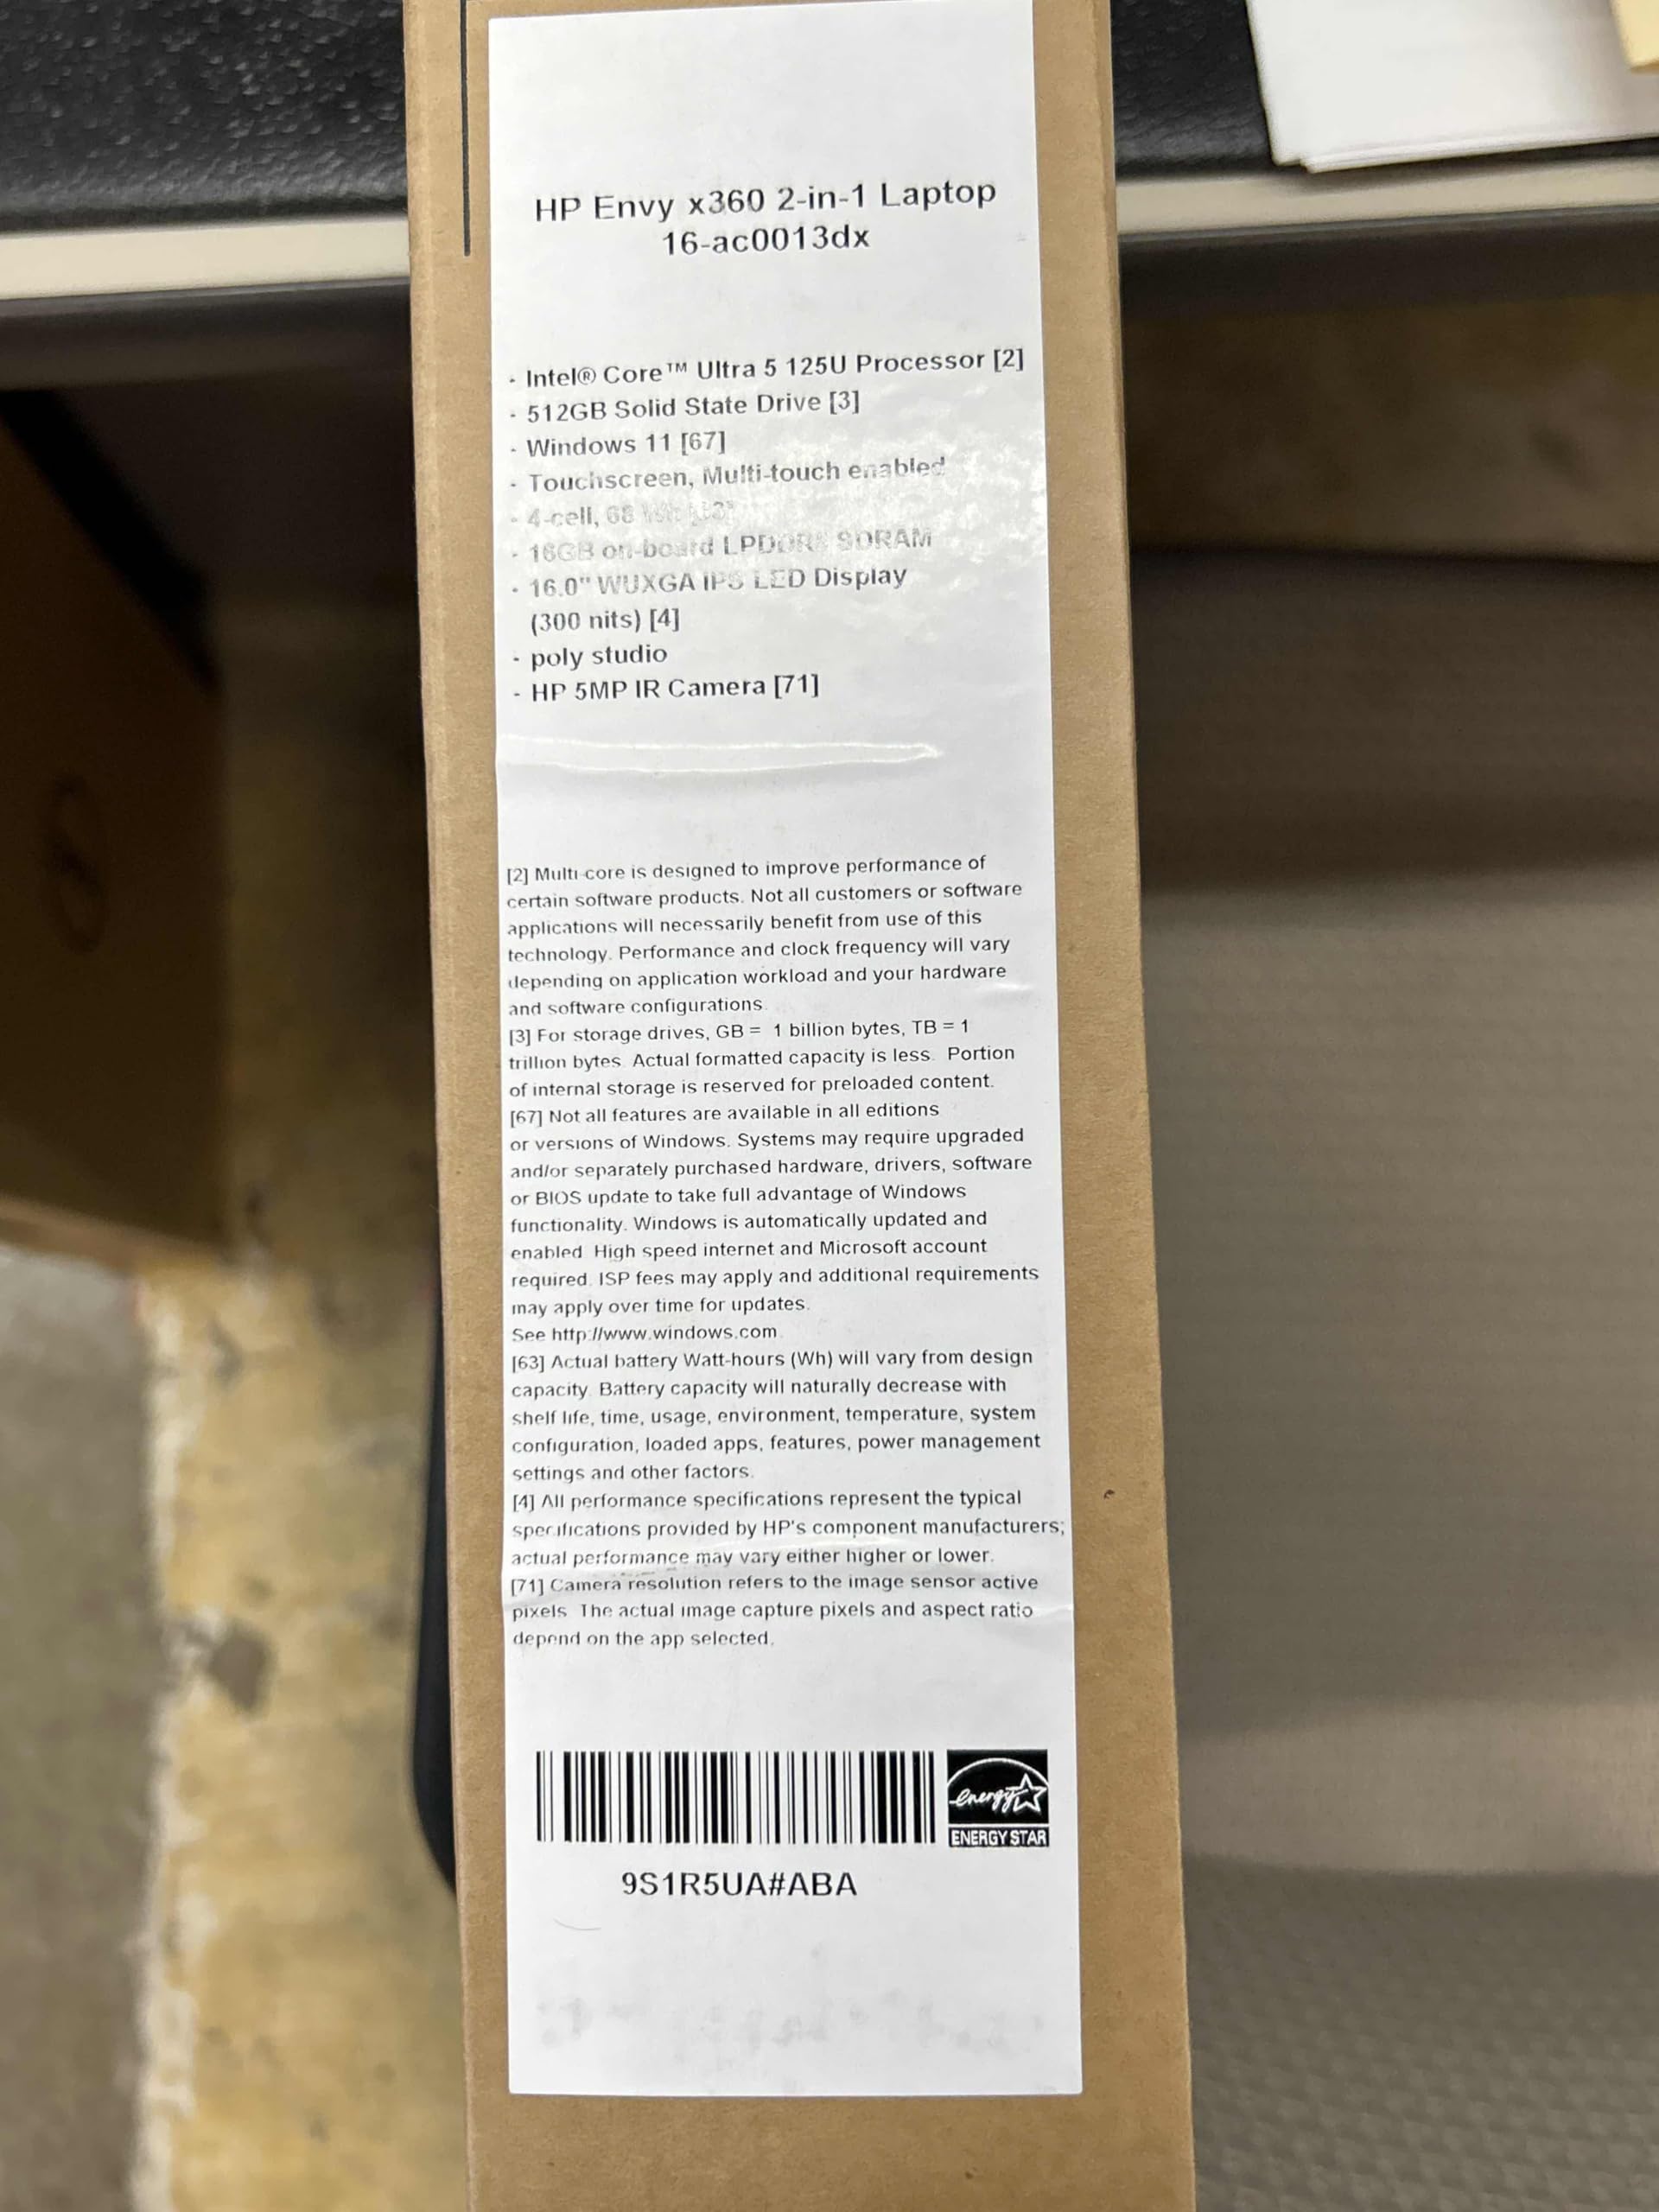 HP Envy x360 2-in-1 Laptop
16-ac0013dx
- Intel® Core™ Ultra 5 125U Processor [2]
- 512GB Solid State Drive [3]
- Windows 11 [67]
- Touchscreen, Multi-touch enabled
- 4-cell, 68
- 16GB on-board SDRAM
- 16.0" WUXGA IPS LED Display
(300 nits) [4]
- poly studio
- HP 5MP IR Camera [71]
[2] Multi-core is designed to improve performance of
certain software products. Not all customers or software
applications will necessarily benefit from use of this
technology. Performance and clock frequency will vary
depending on application workload and your hardware
and software configurations.
[3] For storage drives, GB = 1 billion bytes, TB = 1
trillion bytes. Actual formatted capacity is less. Portion
of internal storage is reserved for preloaded content.
[67] Not all features are available in all editions
or versions of Windows. Systems may require upgraded
and/or separately purchased hardware, drivers, software
or BIOS update to take full advantage of Windows
functionality. Windows is automatically updated and
enabled. High speed internet and Microsoft account
required. ISP fees may apply and additional requirements
may apply over time for updates.
See http://www.windows.com.
[63] Actual battery Watt-hours (Wh) will vary from design
capacity. Battery capacity will naturally decrease with
shelf life, time, usage, environment, temperature, system
configuration, loaded apps, features, power management
settings and other factors.
[4] All performance specifications represent the typical
specifications provided by HP's component manufacturers;
actual performance may vary either higher or lower.
[71] Camera resolution refers to the image sensor active
pixels. The actual image capture pixels and aspect ratio
depend on the app selected.
energy
ENERGY STAR
9S1R5UA#ABA